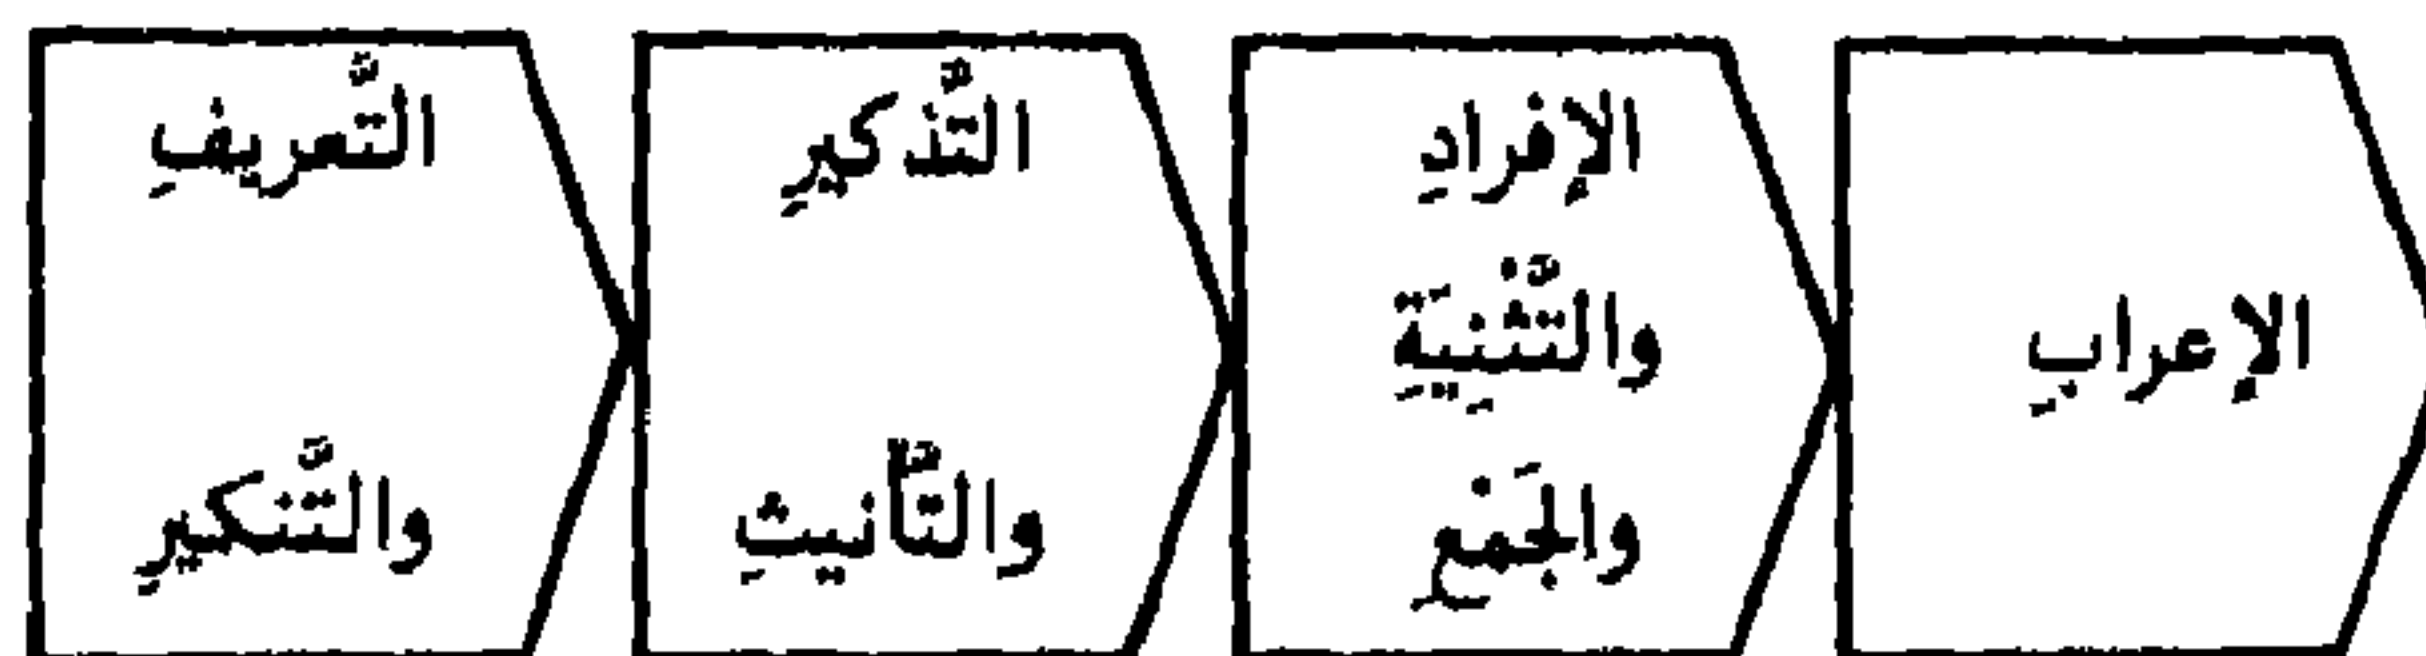 الإعرابِ
الإفرادِ
والتَّثْنِيَةِ
والجَمْعِ
التَّذكيرِ
والتَّأنيثِ
التَّعريفِ
والتَّنكيرِ